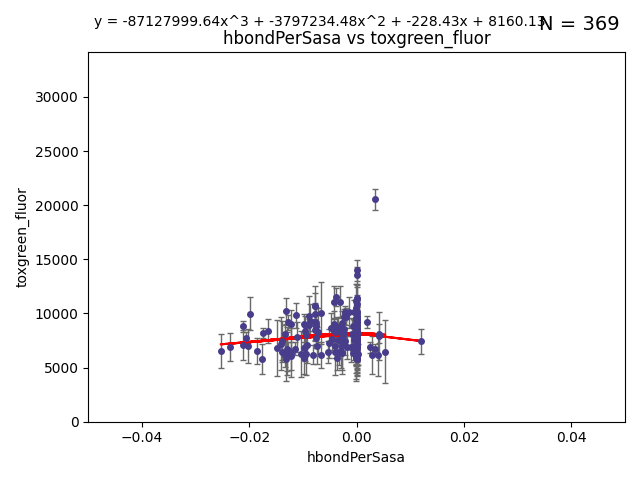 y = -87127999.64x^3 + -3797234.48x^2 + -228.43x + 8160.13
N = 369
hbondPerSasa vs toxgreen_fluor
30000
25000
20000
15000
10000
5000
0
toxgreen_fluor
−0.04 −0.02 0.00 0.02 0.04
hbondPerSasa